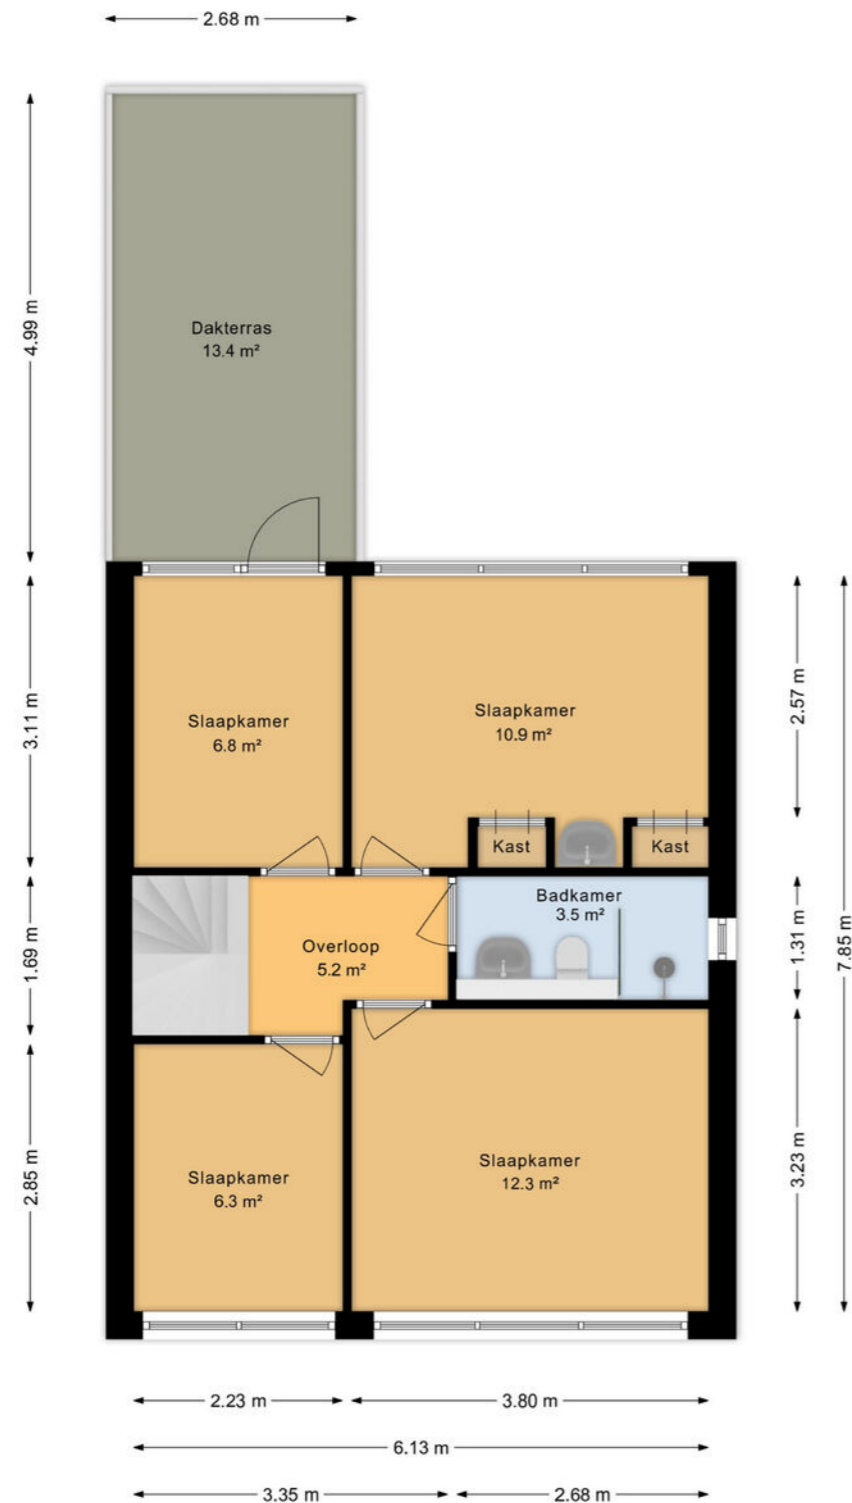 2.68 m
4.99 m
Dakterras
13.4 m²
3.11 m
Slaapkamer
6.8 m²
Slaapkamer
10.9 m²
2.57 m
Kast
Kast
1.69 m
Overloop
5.2 m²
Badkamer
3.5 m²
1.31 m
7.85 m
2.85 m
Slaapkamer
6.3 m²
Slaapkamer
12.3 m²
3.23 m
2.23 m
3.80 m
6.13 m
3.35 m
2.68 m